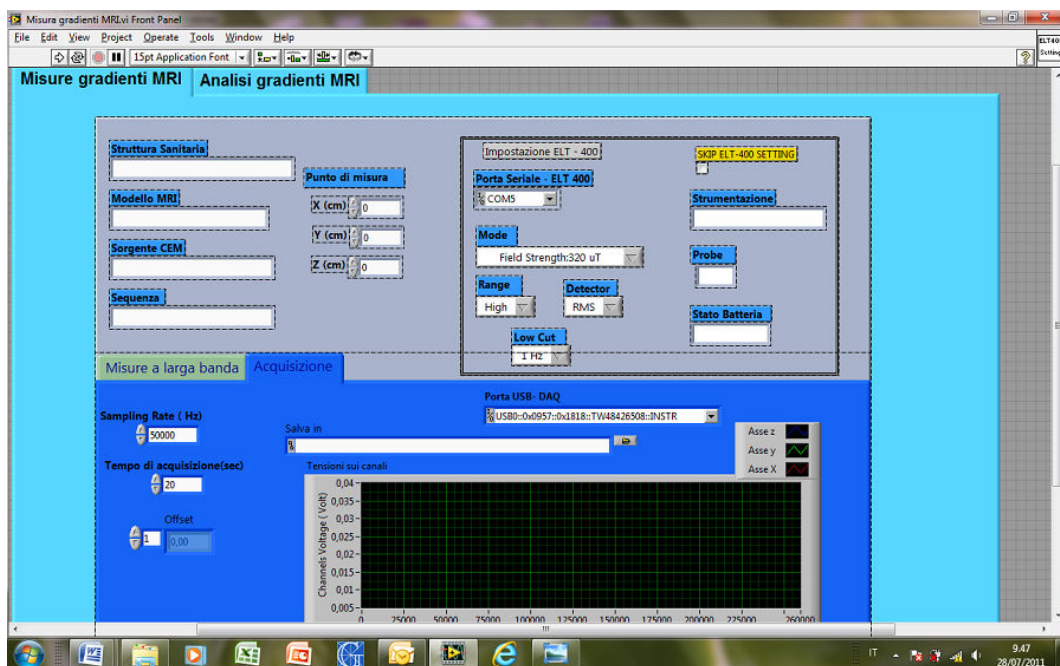 Misura gradienti MRI.vi Front Panel
File Edit View Project Operate Tools Window Help
15pt Application Font
ELT40
Setting
Misure gradienti MRI
Analisi gradienti MRI
Struttura Sanitaria
Modello MRI
Sorgente CEM
Sequenza
Punto di misura
X (cm) 0
Y (cm) 0
Z (cm) 0
Impostazione ELT - 400
Porta Seriale - ELT 400
COM5
Mode
Field Strength:320 uT
Range
High
Detector
RMS
Low Cut
1 Hz
SKIP ELT-400 SETTING
Strumentazione
Probe
Stato Batteria
Misure a larga banda
Acquisizione
Sampling Rate ( Hz)
50000
Tempo di acquisizione(sec)
20
Offset
1 0,00
Porta USB- DAQ
USB0::0x0957::0x1818::TW48426508::INSTR
Salva in
Asse z
Asse y
Asse X
Tensioni sui canali
Channels Voltage ( Volt)
0,04
0,035
0,03
0,025
0,02
0,015
0,01
0,005
0 25000 50000 75000 100000 125000 150000 175000 200000 225000 260000
IT
9.47
28/07/2011